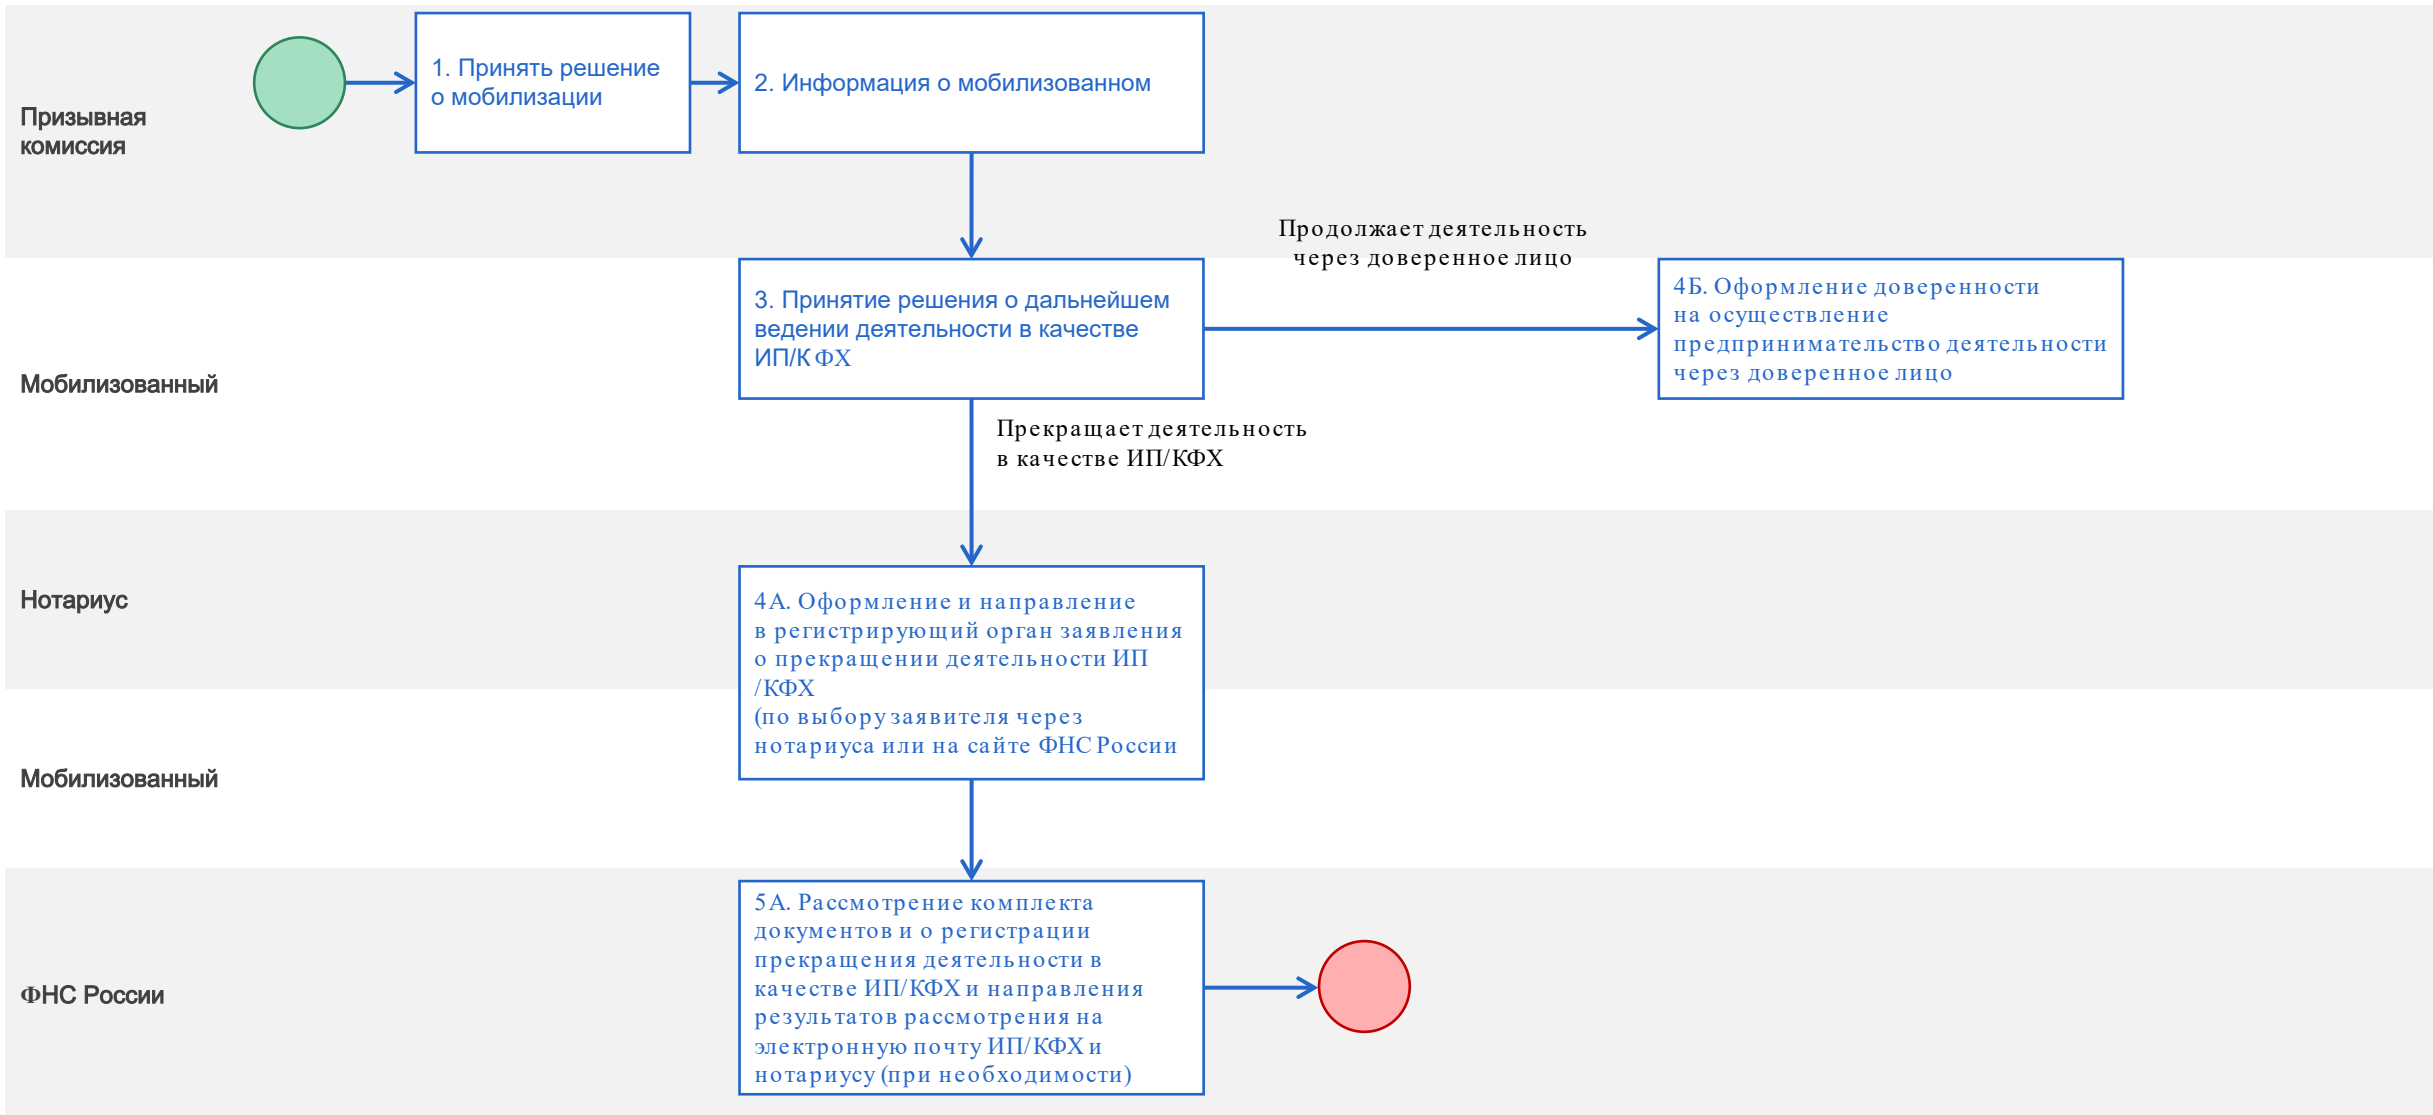 Призывная
комиссия
1. Принять решение
о мобилизации
2. Информация о мобилизованном
Продолжает деятельность
через доверенное лицо
Мобилизованный
3. Принятие решения о дальнейшем
ведении деятельности в качестве
ИП/КФХ
4Б. Оформление доверенности
на осуществление
предпринимательство деятельности
через доверенное лицо
Прекращает деятельность
в качестве ИП/КФХ
Нотариус
4А. Оформление и направление
в регистрирующий орган заявления
о прекращении деятельности ИП
/КФХ
(по выбору заявителя через
нотариуса или на сайте ФНС России
Мобилизованный
ФНС России
5А. Рассмотрение комплекта
документов и о регистрации
прекращения деятельности в
качестве ИП/КФХ и направления
результатов рассмотрения на
электронную почту ИП/КФХ и
нотариусу (при необходимости)